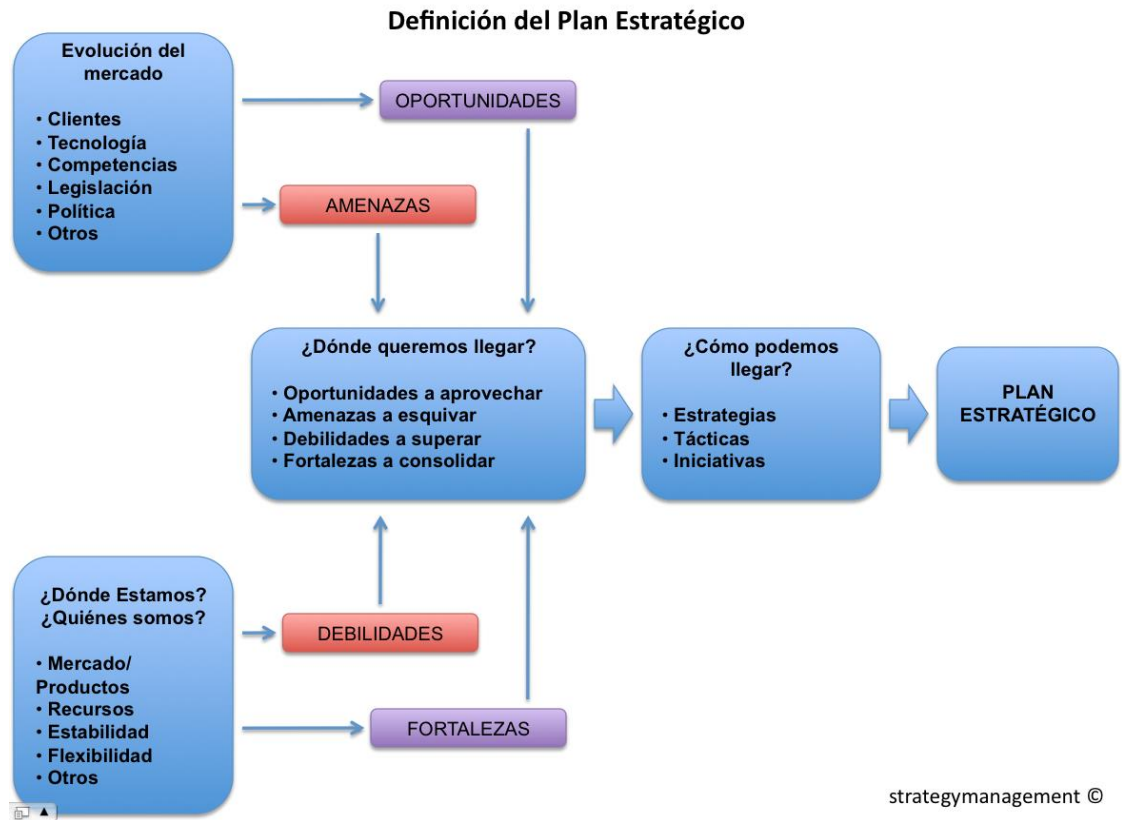 Definición del Plan Estratégico
Evolución del
mercado
• Clientes
• Tecnología
• Competencias
• Legislación
• Política
• Otros
OPORTUNIDADES
AMENAZAS
¿Dónde queremos llegar?
• Oportunidades a aprovechar
• Amenazas a esquivar
• Debilidades a superar
• Fortalezas a consolidar
¿Cómo podemos
llegar?
• Estrategias
• Tácticas
• Iniciativas
PLAN
ESTRATÉGICO
¿Dónde Estamos?
¿Quiénes somos?
• Mercado/
Productos
• Recursos
• Estabilidad
• Flexibilidad
• Otros
DEBILIDADES
FORTALEZAS
strategymanagement ©